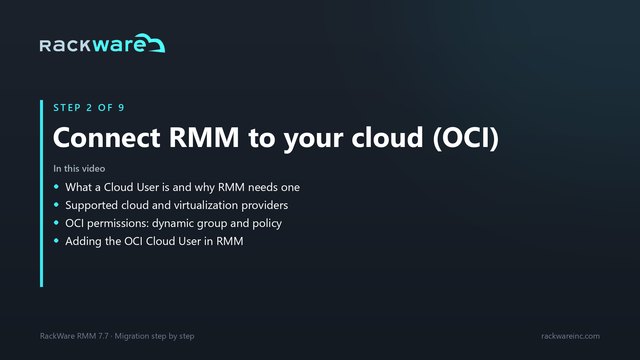 RackWare
STEP 2 OF 9
Connect RMM to your cloud (OCI)
In this video
• What a Cloud User is and why RMM needs one
• Supported cloud and virtualization providers
• OCI permissions: dynamic group and policy
• Adding the OCI Cloud User in RMM
RackWare RMM 7.7 · Migration step by step
rackwareinc.com